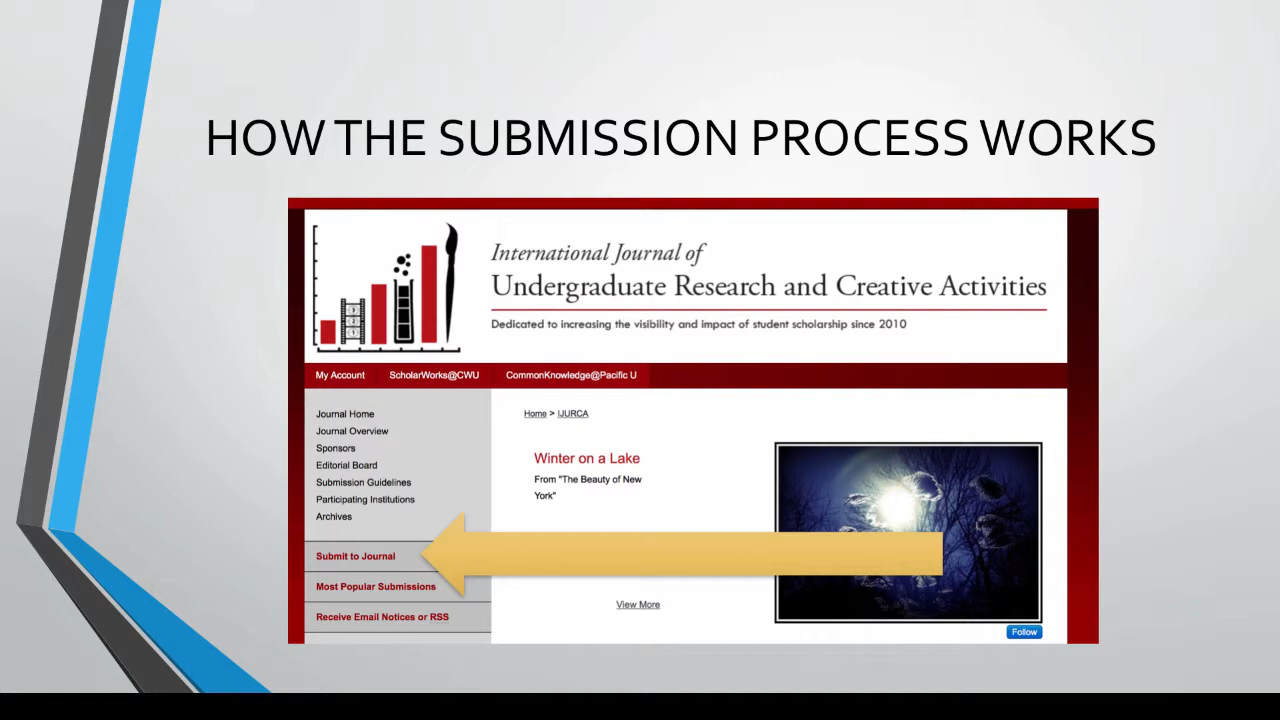 HOW THE SUBMISSION PROCESS WORKS
International Journal of
Undergraduate Research and Creative Activities
Dedicated to increasing the visibility and impact of student scholarship since 2010
My Account ScholarWorks@CWU CommonKnowledge@Pacific U
Journal Home
Journal Overview
Sponsors
Editorial Board
Submission Guidelines
Participating Institutions
Archives
Submit to Journal
Most Popular Submissions
Receive Email Notices or RSS
Home > IJURCA
Winter on a Lake
From "The Beauty of New
York"
View More
Follow